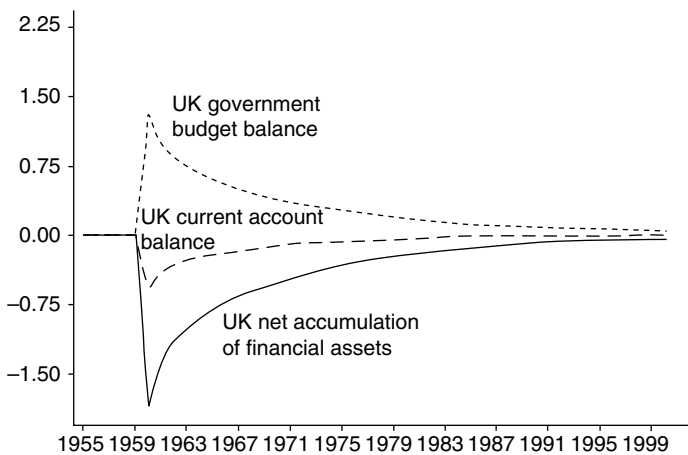 2.25
1.50
UK government
budget balance
0.75
UK current account
0.00
balance
−0.75
UK net accumulation
of financial assets
−1.50
1955 1959 1963 1967 1971 1975 1979 1983 1987 1991 1995 1999